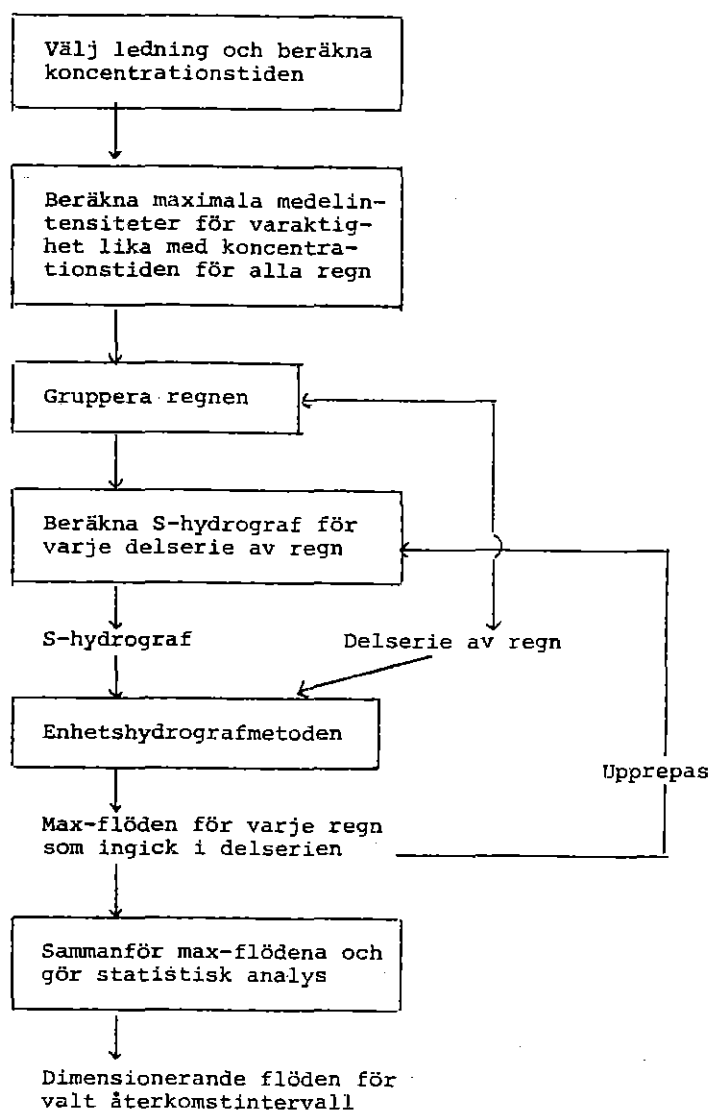 Välj ledning och beräkna
koncentrationstiden
Beräkna maximala medelin-
tensiteter för varaktig-
het lika med koncentra-
tionstiden för alla regn
Gruppera regnen
Beräkna S-hydrograf för
varje delserie av regn
S-hydrograf
Delserie av regn
Enhetshydrografmetoden
Upprepas
Max-flöden för varje regn
som ingick i delserien
Sammanför max-flödena och
gör statistisk analys
Dimensionerande flöden för
valt återkomstintervall